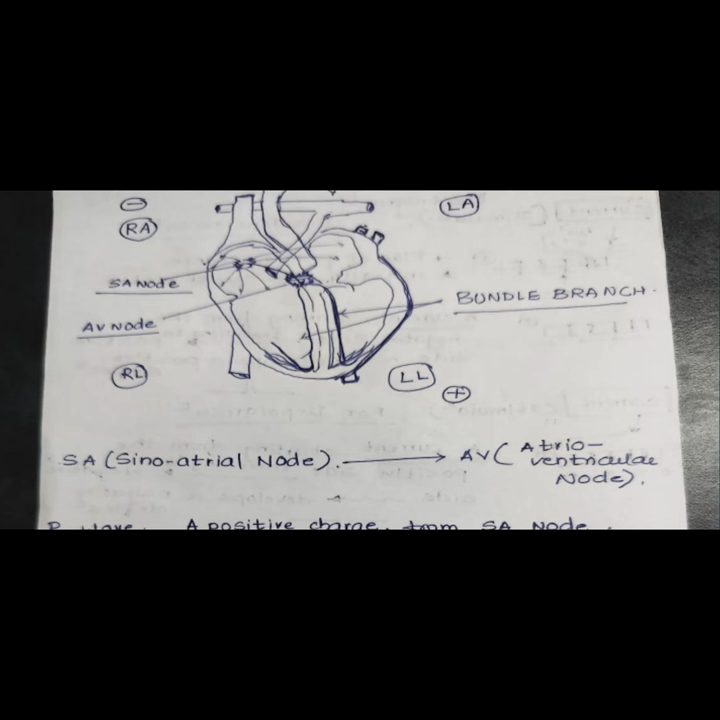 ⊖
RA
LA
SA NODE
BUNDLE BRANCH.
AV NODE
RL
LL
⊕
SA (Sino-atrial Node). → AV (Atrio-
ventricular
Node).
P wave. A positive charge. from SA Node.